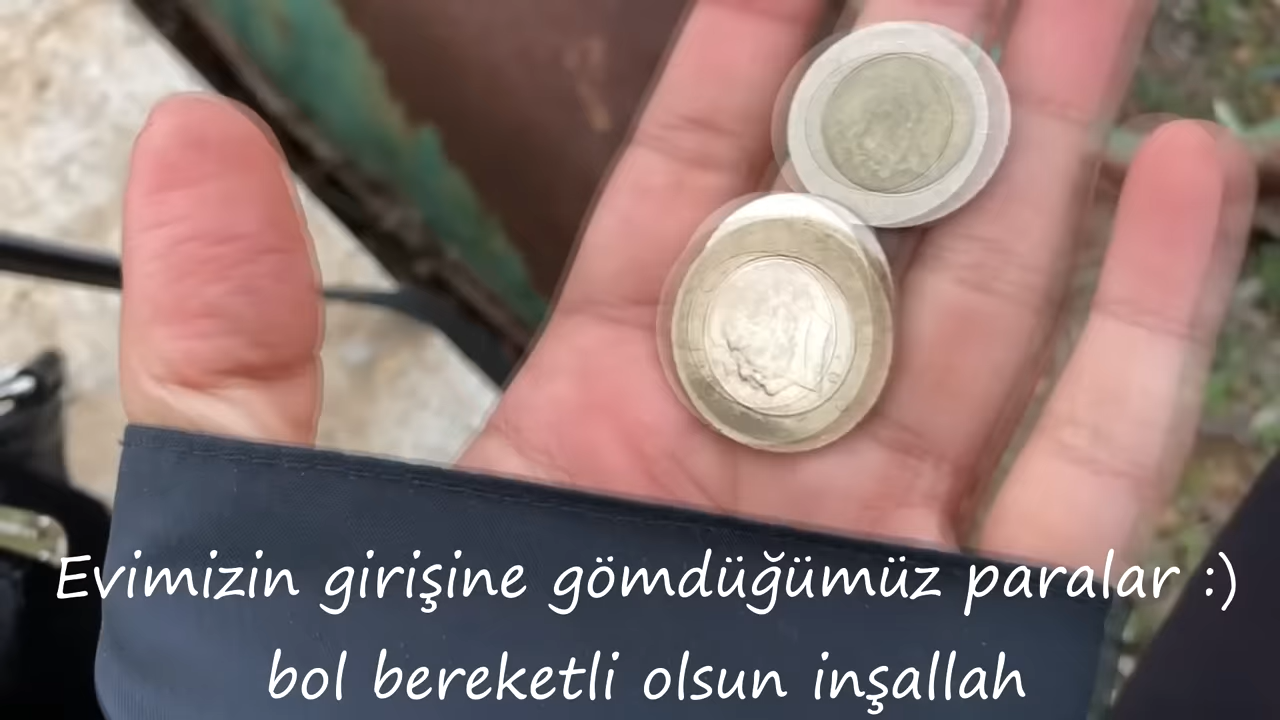 Evimizin girişine gömdüğümüz paralar :)
bol bereketli olsun inşallah